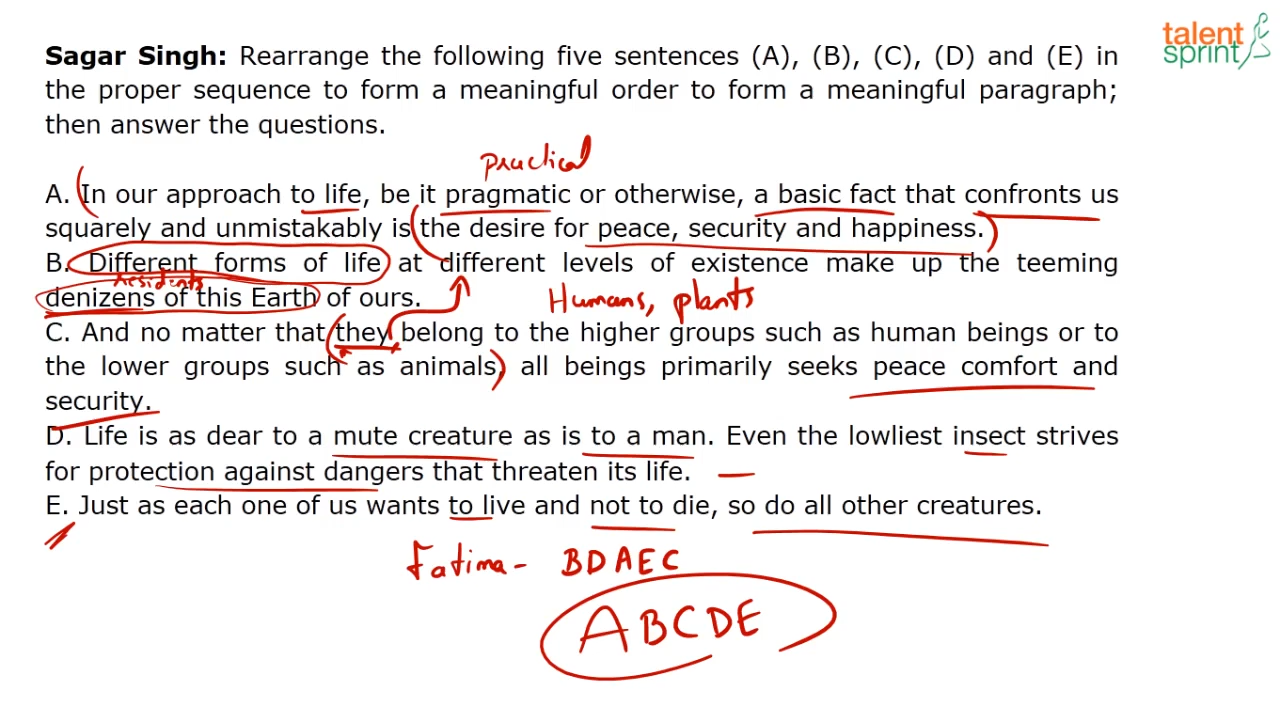 talent
sprint
Sagar Singh: Rearrange the following five sentences (A), (B), (C), (D) and (E) in
the proper sequence to form a meaningful order to form a meaningful paragraph;
then answer the questions.
practical
A. In our approach to life, be it pragmatic or otherwise, a basic fact that confronts us
squarely and unmistakably is the desire for peace, security and happiness.
B. Different forms of life at different levels of existence make up the teeming
residents
denizens of this Earth of ours.
Humans, plants
C. And no matter that they belong to the higher groups such as human beings or to
the lower groups such as animals, all beings primarily seeks peace comfort and
security.
D. Life is as dear to a mute creature as is to a man. Even the lowliest insect strives
for protection against dangers that threaten its life.
E. Just as each one of us wants to live and not to die, so do all other creatures.
Fatima - BDAEC
ABCDE